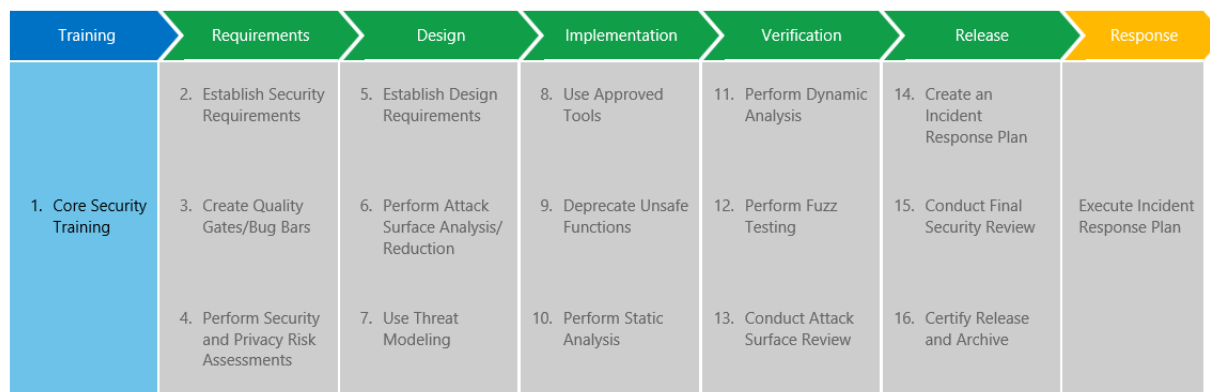 Training
Requirements
Design
Implementation
Verification
Release
Response
1. Core Security
Training
2. Establish Security
Requirements
3. Create Quality
Gates/Bug Bars
4. Perform Security
and Privacy Risk
Assessments
5. Establish Design
Requirements
6. Perform Attack
Surface Analysis/
Reduction
7. Use Threat
Modeling
8. Use Approved
Tools
9. Deprecate Unsafe
Functions
10. Perform Static
Analysis
11. Perform Dynamic
Analysis
12. Perform Fuzz
Testing
13. Conduct Attack
Surface Review
14. Create an
Incident
Response Plan
15. Conduct Final
Security Review
16. Certify Release
and Archive
Execute Incident
Response Plan